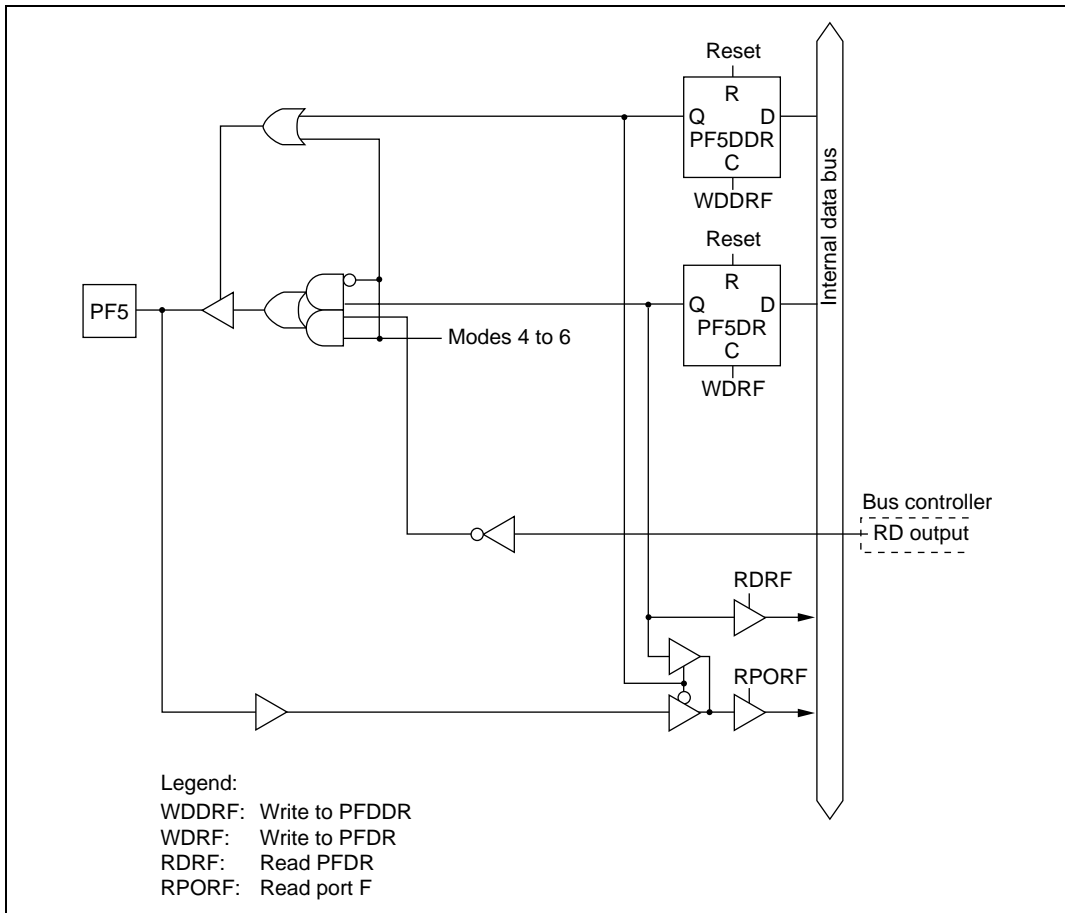 Reset
R
Q D
PF5DDR
C
WDDRF
Reset
R
Q D
PF5DR
C
WDRF
Internal data bus
PF5
Modes 4 to 6
Bus controller
RD output
RDRF
RPORF
Legend:
WDDRF: Write to PFDDR
WDRF: Write to PFDR
RDRF: Read PFDR
RPORF: Read port F